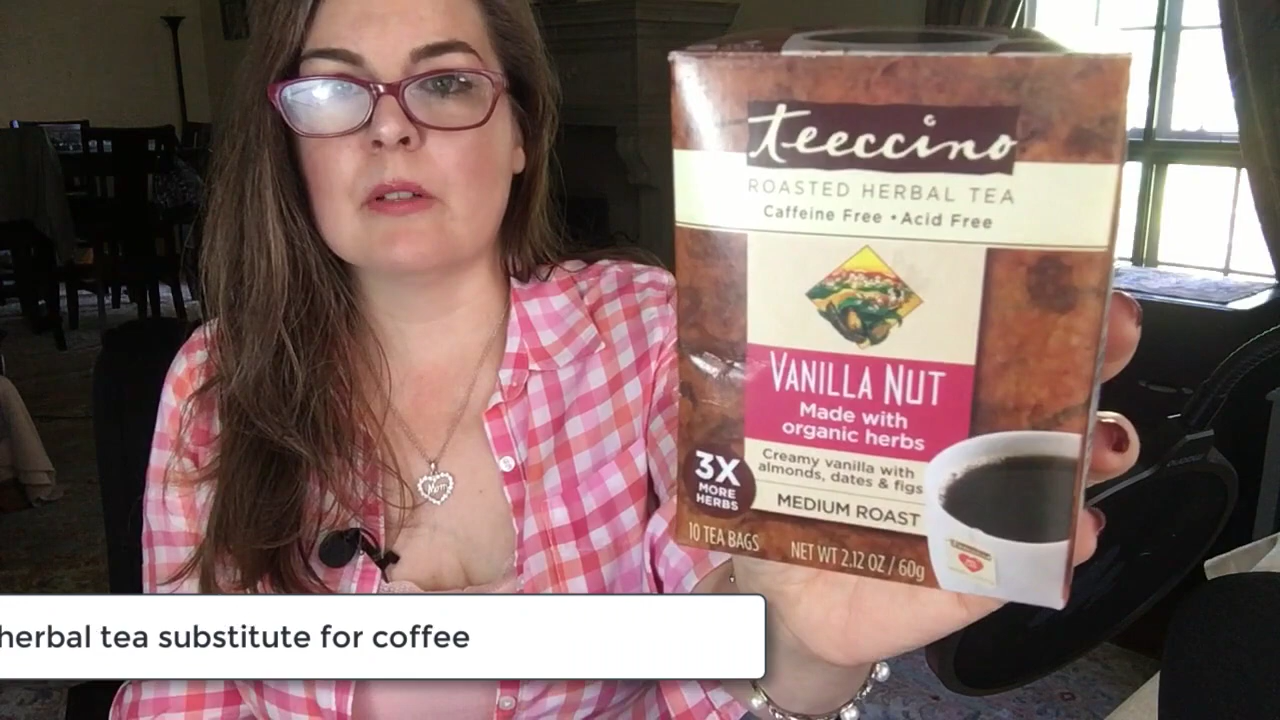 teeccino
ROASTED HERBAL TEA
Caffeine Free • Acid Free
VANILLA NUT
Made with
organic herbs
Creamy vanilla with
almonds, dates & figs
MEDIUM ROAST
3X
MORE
HERBS
10 TEA BAGS
NET WT 2.12 OZ / 60g
Mom
herbal tea substitute for coffee